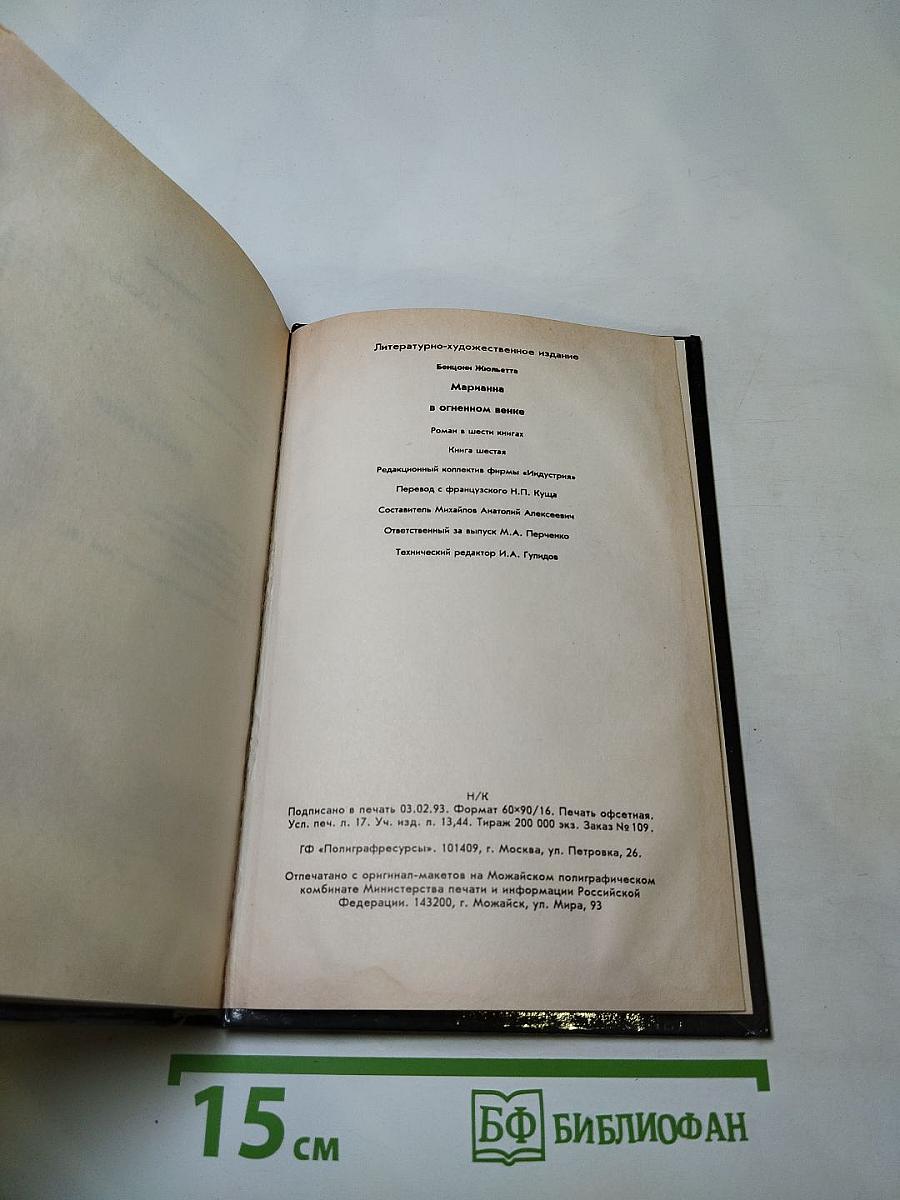 Литературно-художественное издание
Бенцони Жюльетта
Марианна
в огненном венке
Роман в шести книгах
Книга шестая
Редакционный коллектив фирмы «Индустрия»
Перевод с французского Н.П. Куща
Составитель Михайлов Анатолий Алексеевич
Ответственный за выпуск М.А. Перченко
Технический редактор И.А. Гулидов
Н/К
Подписано в печать 03.02.93. Формат 60×90/16. Печать офсетная.
Усл. печ. л. 17. Уч. изд. л. 13,44. Тираж 200 000 экз. Заказ № 109.
ГФ «Полиграфресурсы». 101409, г. Москва, ул. Петровка, 26.
Отпечатано с оригинал-макетов на Можайском полиграфическом
комбинате Министерства печати и информации Российской
Федерации. 143200, г. Можайск, ул. Мира, 93
15 см
БФ БИБЛИОФАН